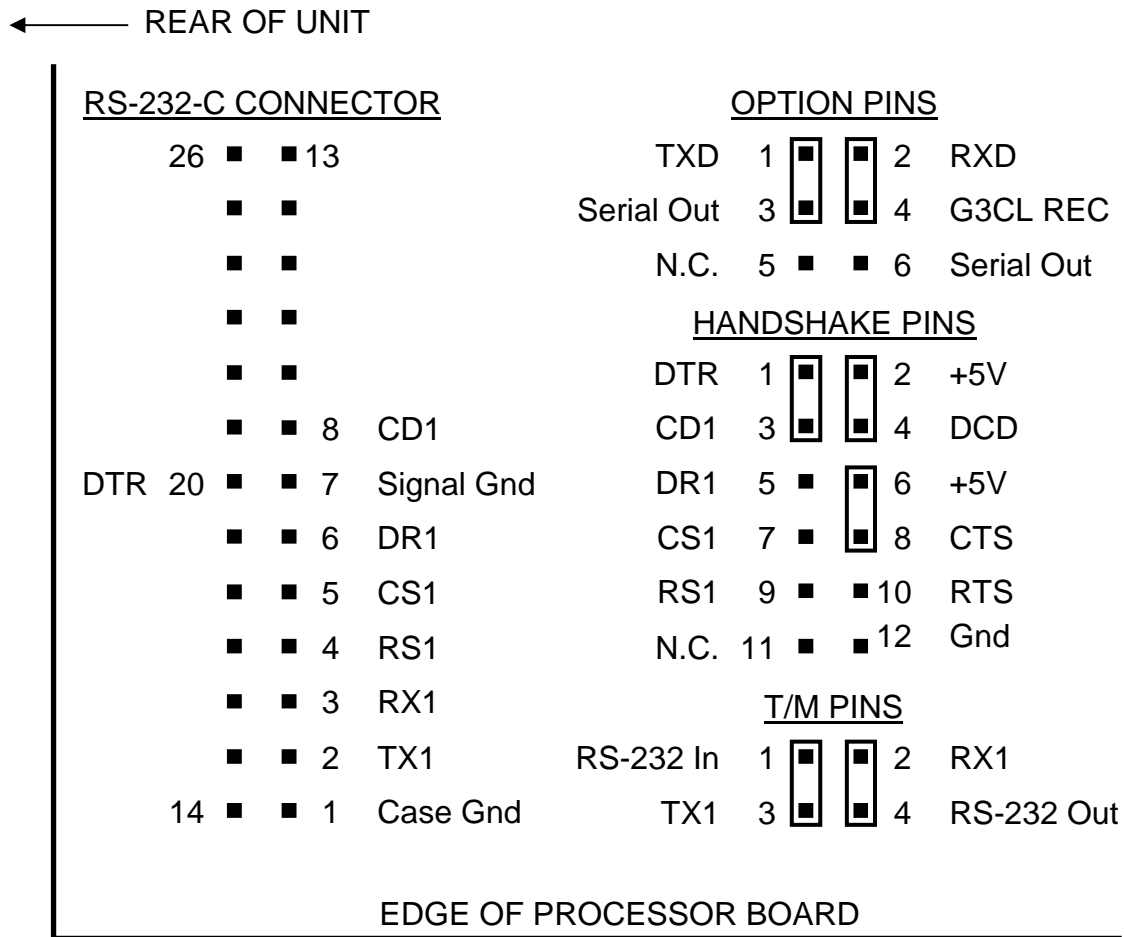 REAR OF UNIT
RS-232-C CONNECTOR
26 13
8 CD1
DTR 20 7 Signal Gnd
6 DR1
5 CS1
4 RS1
3 RX1
2 TX1
14 1 Case Gnd
OPTION PINS
TXD 1 2 RXD
Serial Out 3 4 G3CL REC
N.C. 5 6 Serial Out
HANDSHAKE PINS
DTR 1 2 +5V
CD1 3 4 DCD
DR1 5 6 +5V
CS1 7 8 CTS
RS1 9 10 RTS
N.C. 11 12 Gnd
T/M PINS
RS-232 In 1 2 RX1
TX1 3 4 RS-232 Out
EDGE OF PROCESSOR BOARD